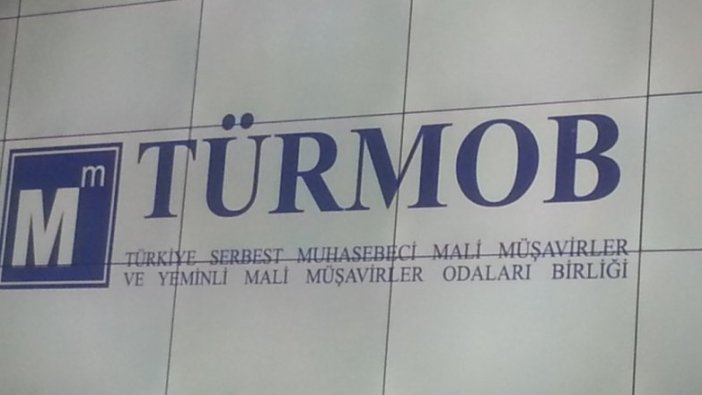 Mm
TÜRMOB
TÜRKİYE SERBEST MUHASEBECİ MALİ MÜŞAVİRLER
VE YEMİNLİ MALİ MÜŞAVİRLER ODALARI BİRLİĞİ